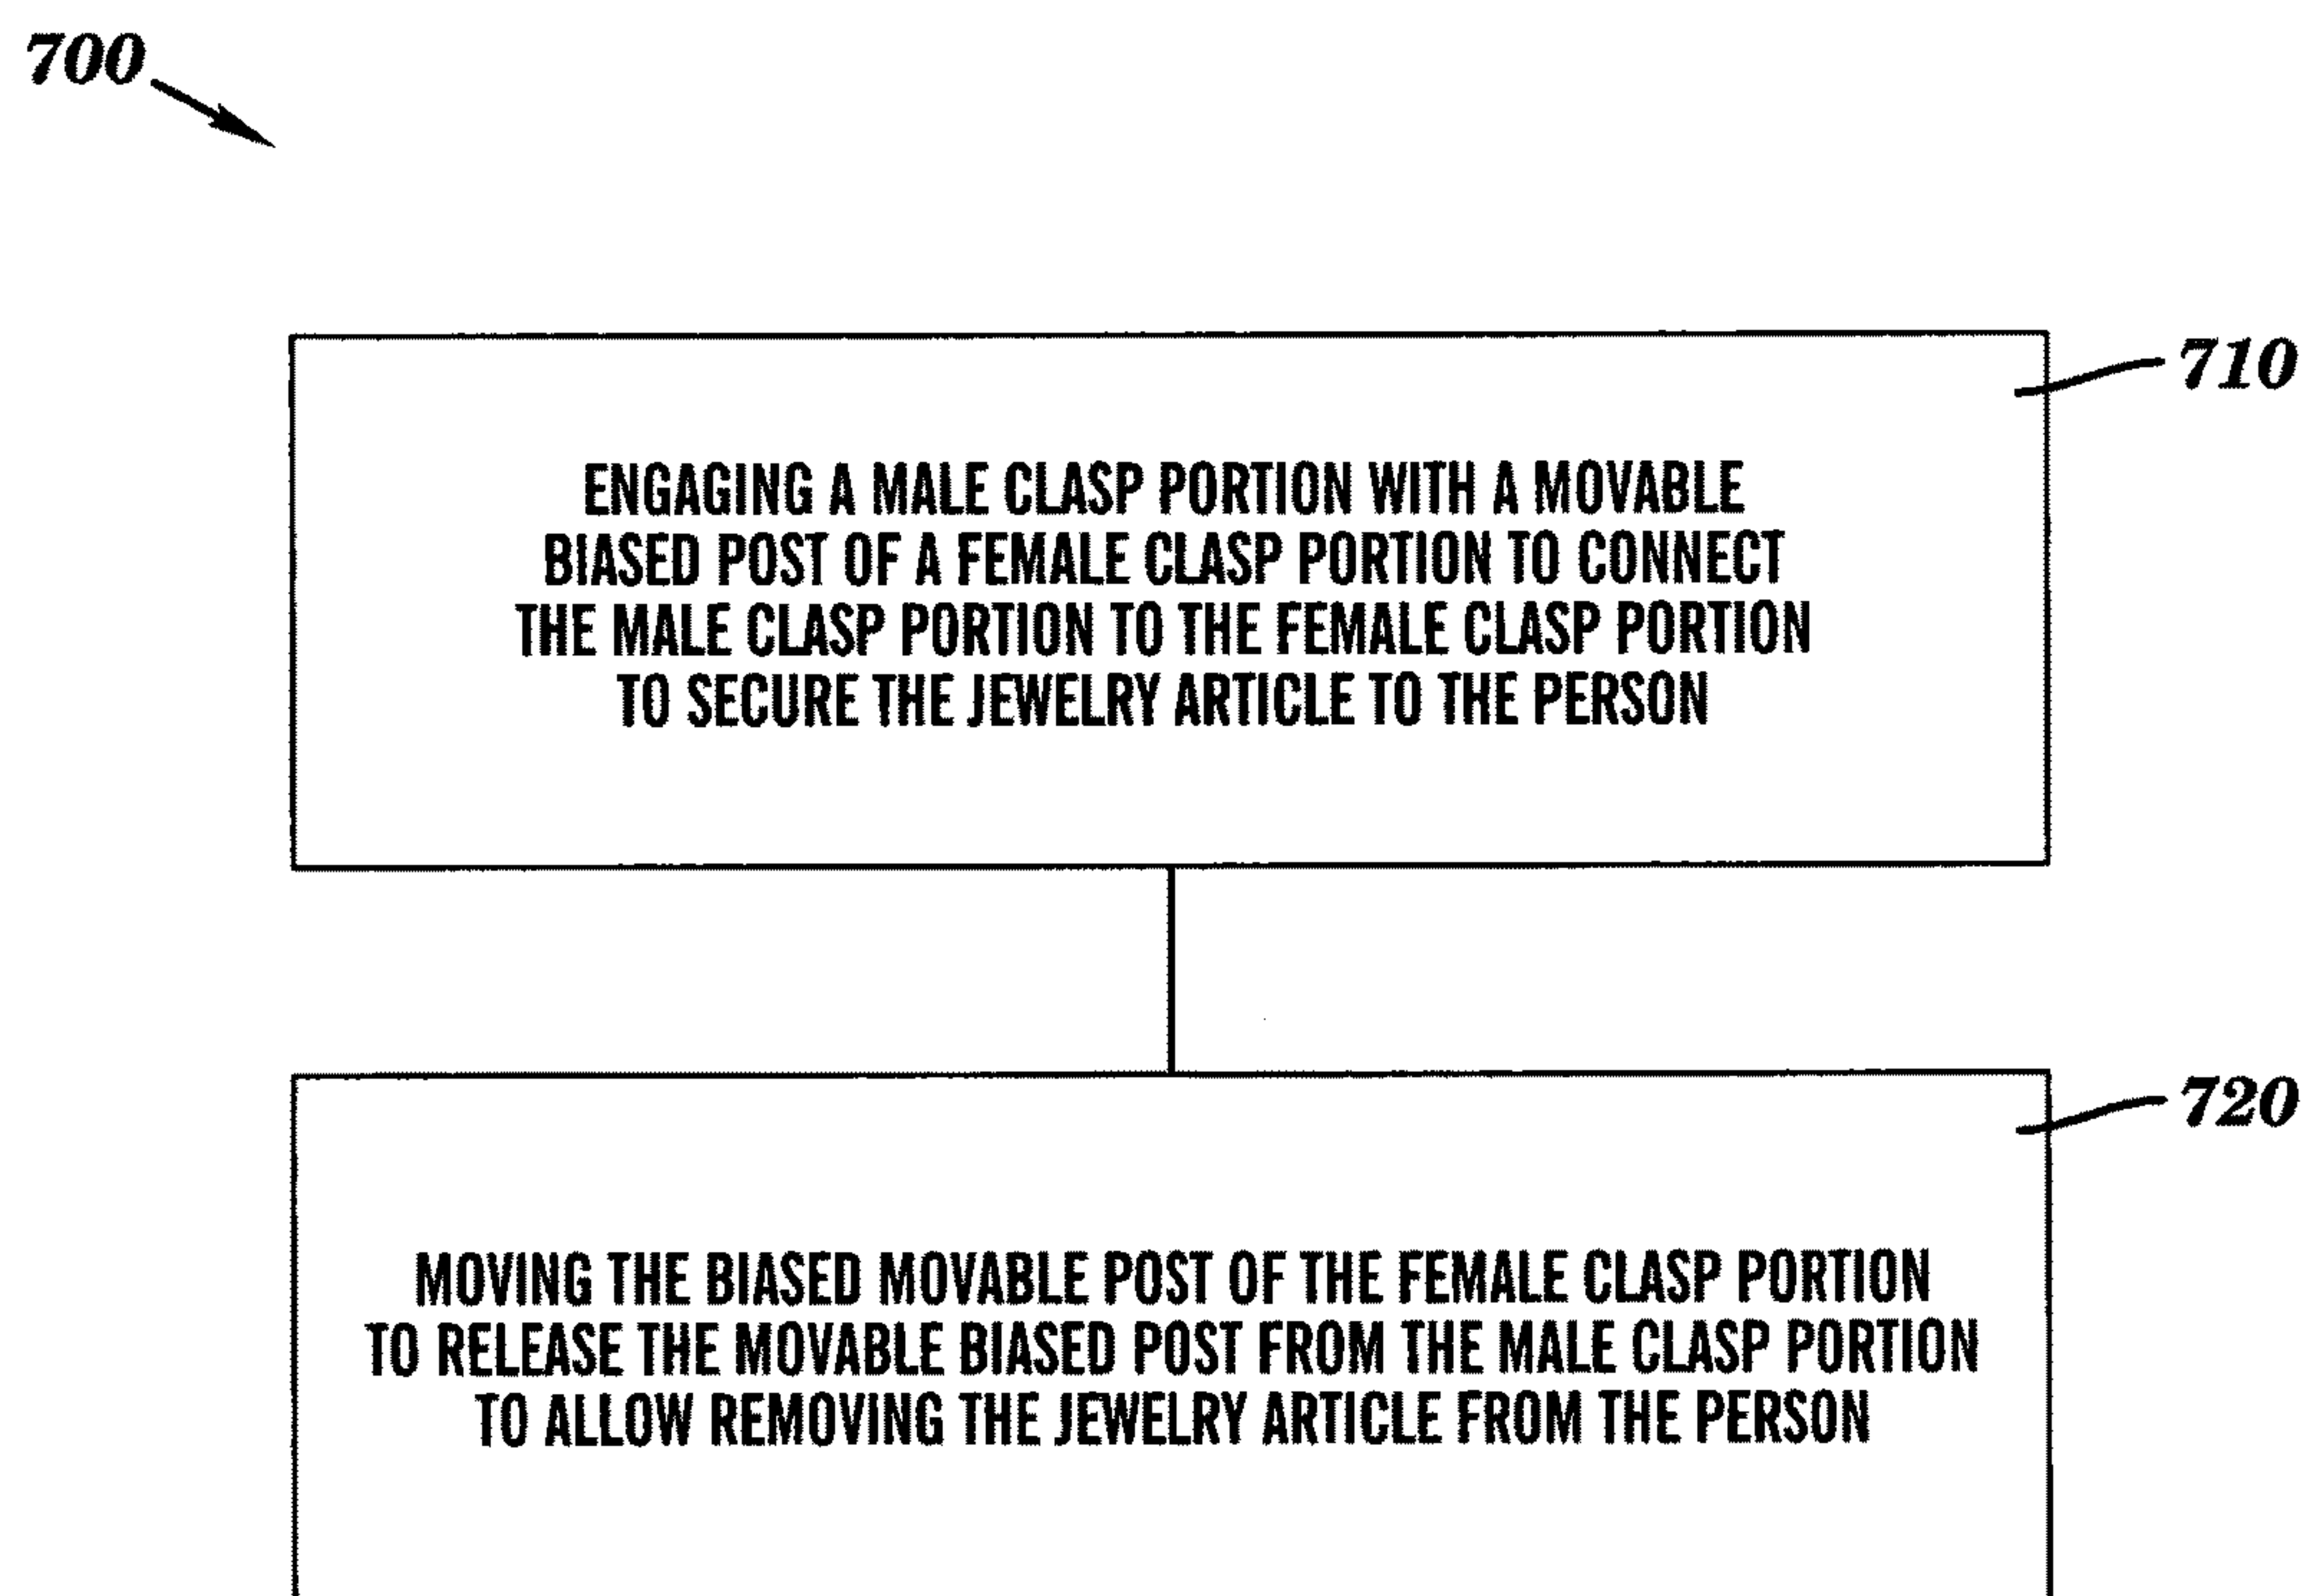 700
710
ENGAGING A MALE CLASP PORTION WITH A MOVABLE
BIASED POST OF A FEMALE CLASP PORTION TO CONNECT
THE MALE CLASP PORTION TO THE FEMALE CLASP PORTION
TO SECURE THE JEWELRY ARTICLE TO THE PERSON
720
MOVING THE BIASED MOVABLE POST OF THE FEMALE CLASP PORTION
TO RELEASE THE MOVABLE BIASED POST FROM THE MALE CLASP PORTION
TO ALLOW REMOVING THE JEWELRY ARTICLE FROM THE PERSON